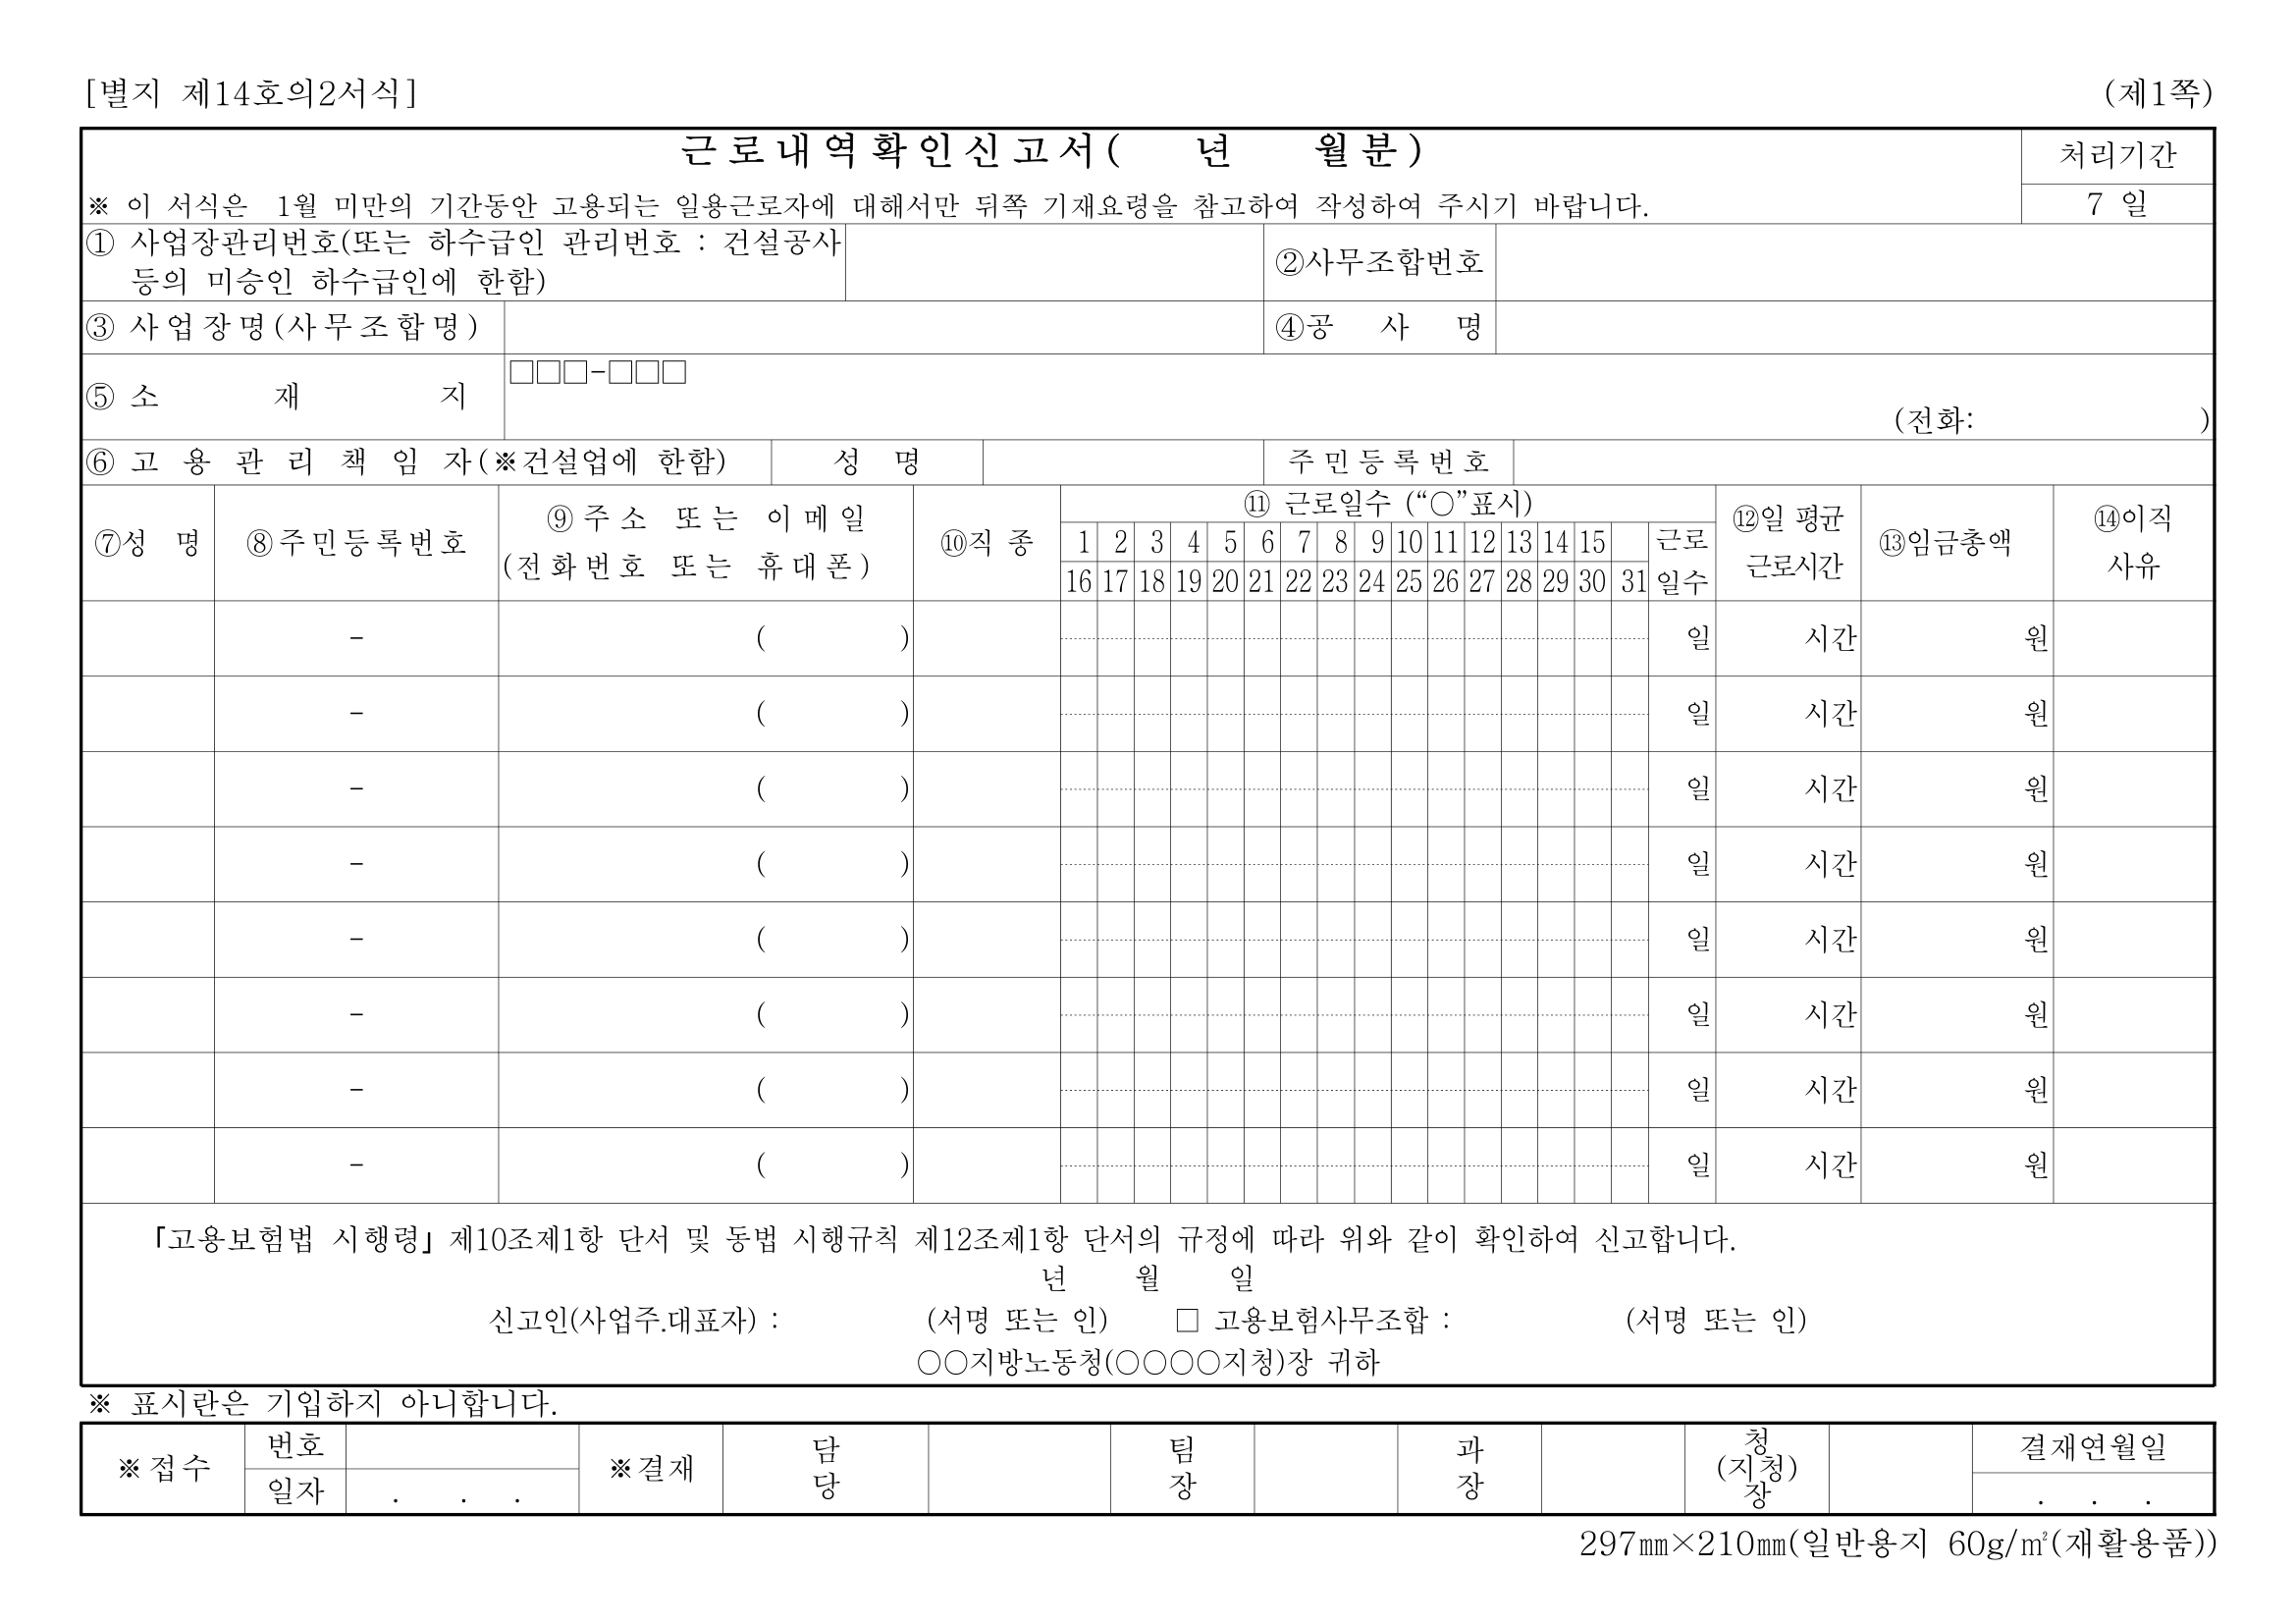 [별지 제14호의2서식]
(제1쪽)
근로내역확인신고서( 년 월분)
처리기간
※ 이 서식은 1월 미만의 기간동안 고용되는 일용근로자에 대해서만 뒤쪽 기재요령을 참고하여 작성하여 주시기 바랍니다.
7 일
① 사업장관리번호(또는 하수급인 관리번호 : 건설공사
등의 미승인 하수급인에 한함)
②사무조합번호
③ 사업장명(사무조합명)
④공 사 명
⑤ 소 재 지
□□□-□□□
(전화: )
⑥ 고 용 관 리 책 임 자(※건설업에 한함)
성 명
주민등록번호
⑦성 명
⑧주민등록번호
⑨주소 또는 이메일
(전화번호 또는 휴대폰)
⑩직 종
⑪ 근로일수 (“○”표시)
1 2 3 4 5 6 7 8 9 10 11 12 13 14 15
16 17 18 19 20 21 22 23 24 25 26 27 28 29 30 31
근로
일수
⑫일 평균
근로시간
⑬임금총액
⑭이직
사유
- ( ) 일 시간 원
- ( ) 일 시간 원
- ( ) 일 시간 원
- ( ) 일 시간 원
- ( ) 일 시간 원
- ( ) 일 시간 원
- ( ) 일 시간 원
- ( ) 일 시간 원
「고용보험법 시행령」제10조제1항 단서 및 동법 시행규칙 제12조제1항 단서의 규정에 따라 위와 같이 확인하여 신고합니다.
년 월 일
신고인(사업주.대표자) : (서명 또는 인) □ 고용보험사무조합 : (서명 또는 인)
○○지방노동청(○○○○지청)장 귀하
※ 표시란은 기입하지 아니합니다.
※접수
번호
일자
. . .
※결재
담
당
팀
장
과
장
청
(지청)
장
결재연월일
. . .
297㎜×210㎜(일반용지 60g/㎡(재활용품))